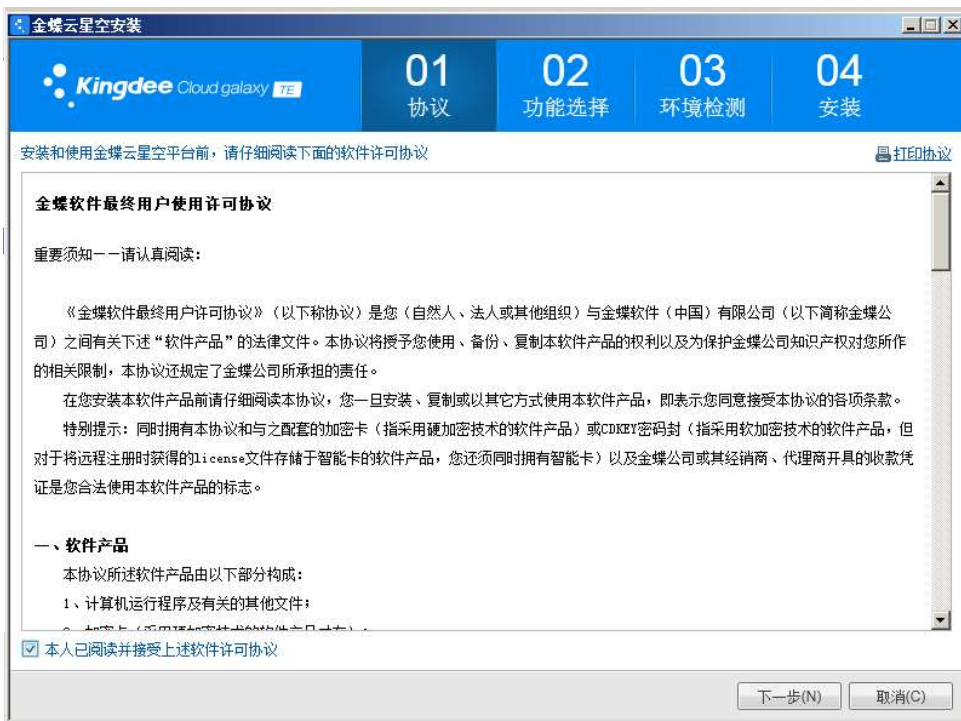 金蝶云星空安装
Kingdee Cloud galaxy TE
01
协议
02
功能选择
03
环境检测
04
安装
安装和使用金蝶云星空平台前，请仔细阅读下面的软件许可协议
打印协议
金蝶软件最终用户使用许可协议
重要须知——请认真阅读：
《金蝶软件最终用户许可协议》（以下称协议）是您（自然人、法人或其他组织）与金蝶软件（中国）有限公司（以下简称金蝶公
司）之间有关下述“软件产品”的法律文件。本协议将授予您使用、备份、复制本软件产品的权利以及为保护金蝶公司知识产权对您所作
的相关限制，本协议还规定了金蝶公司所承担的责任。
在您安装本软件产品前请仔细阅读本协议，您一旦安装、复制或以其它方式使用本软件产品，即表示您同意接受本协议的各项条款。
特别提示：同时拥有本协议和与之配套的加密卡（指采用硬加密技术的软件产品）或CDKEY密码封（指采用软加密技术的软件产品，但
对于将远程注册时获得的license文件存储于智能卡的软件产品，您还须同时拥有智能卡）以及金蝶公司或其经销商、代理商开具的收款凭
证是您合法使用本软件产品的标志。
一、软件产品
本协议所述软件产品由以下部分构成：
1、计算机运行程序及有关的其他文件；
本人已阅读并接受上述软件许可协议
下一步(N)
取消(C)